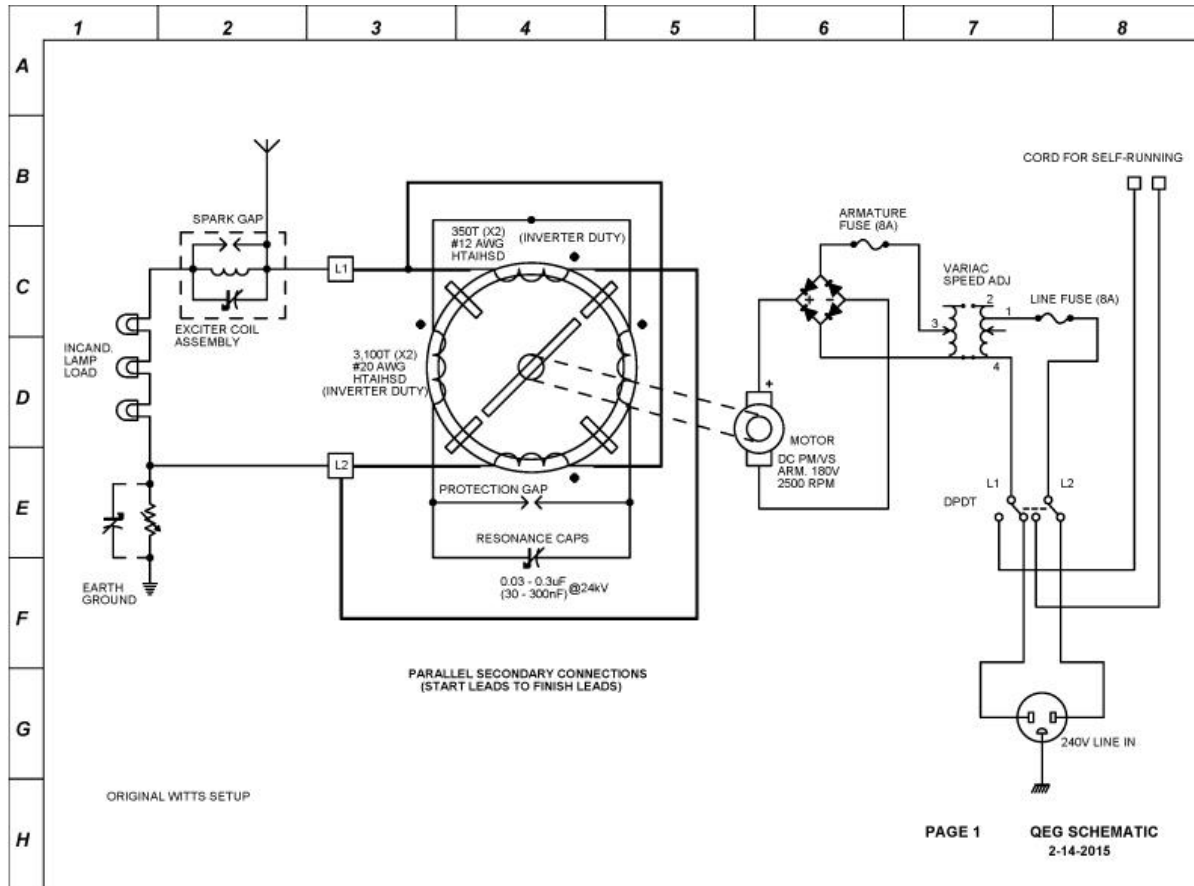 1 2 3 4 5 6 7 8
A
B
C
D
E
F
G
H
CORD FOR SELF-RUNNING
SPARK GAP
EXCITER COIL
ASSEMBLY
INCAND.
LAMP
LOAD
L1
L2
EARTH
GROUND
350T (X2)
#12 AWG
HTAIHSD
(INVERTER DUTY)
3,100T (X2)
#20 AWG
HTAIHSD
(INVERTER DUTY)
PROTECTION GAP
RESONANCE CAPS
0.03 - 0.3uF
(30 - 300nF)
@24kV
PARALLEL SECONDARY CONNECTIONS
(START LEADS TO FINISH LEADS)
ARMATURE
FUSE (8A)
+ -
VARIAC
SPEED ADJ
2
1
3
4
LINE FUSE (8A)
+
MOTOR
DC PM/VS
ARM. 180V
2500 RPM
L1 L2
DPDT
240V LINE IN
ORIGINAL WITTS SETUP
PAGE 1 QEG SCHEMATIC
2-14-2015